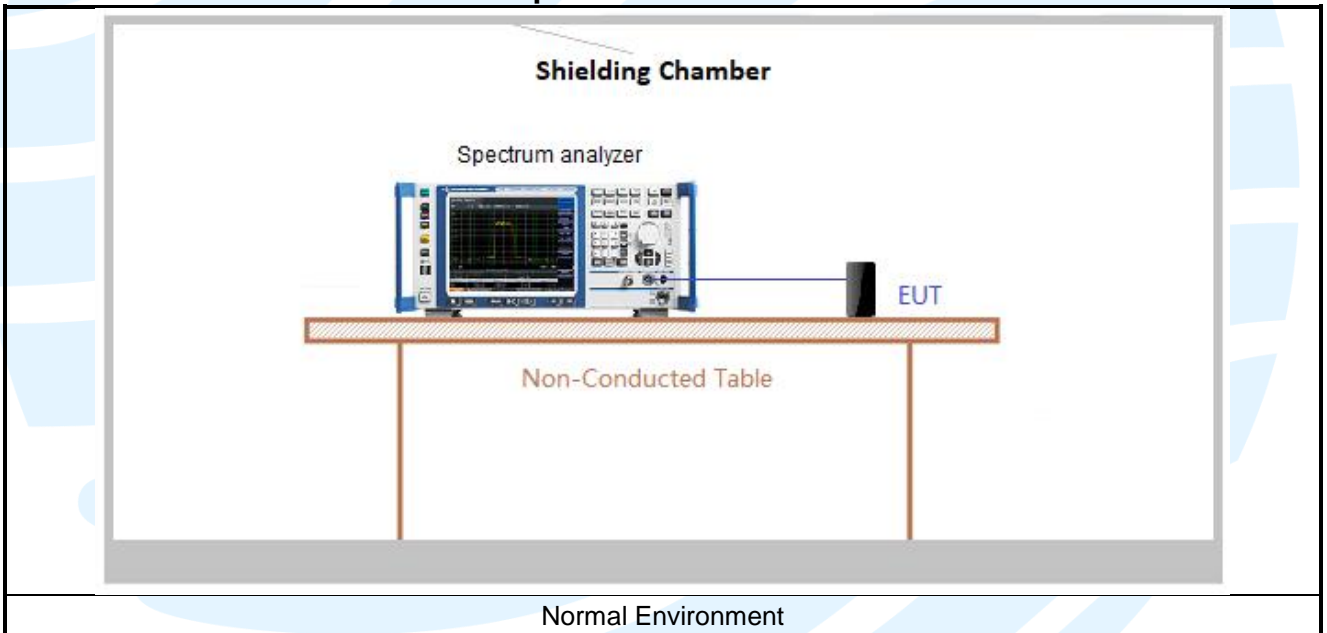 Shielding Chamber
Spectrum analyzer
EUT
Non-Conducted Table
Normal Environment